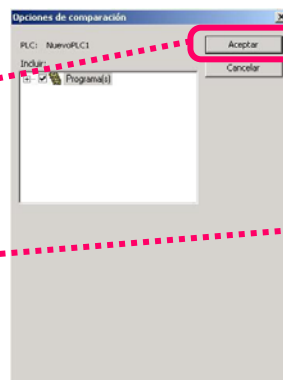 Opciones de comparación
PLC: NuevoPLC1
Aceptar
Incluir:
Cancelar
Programa(s)